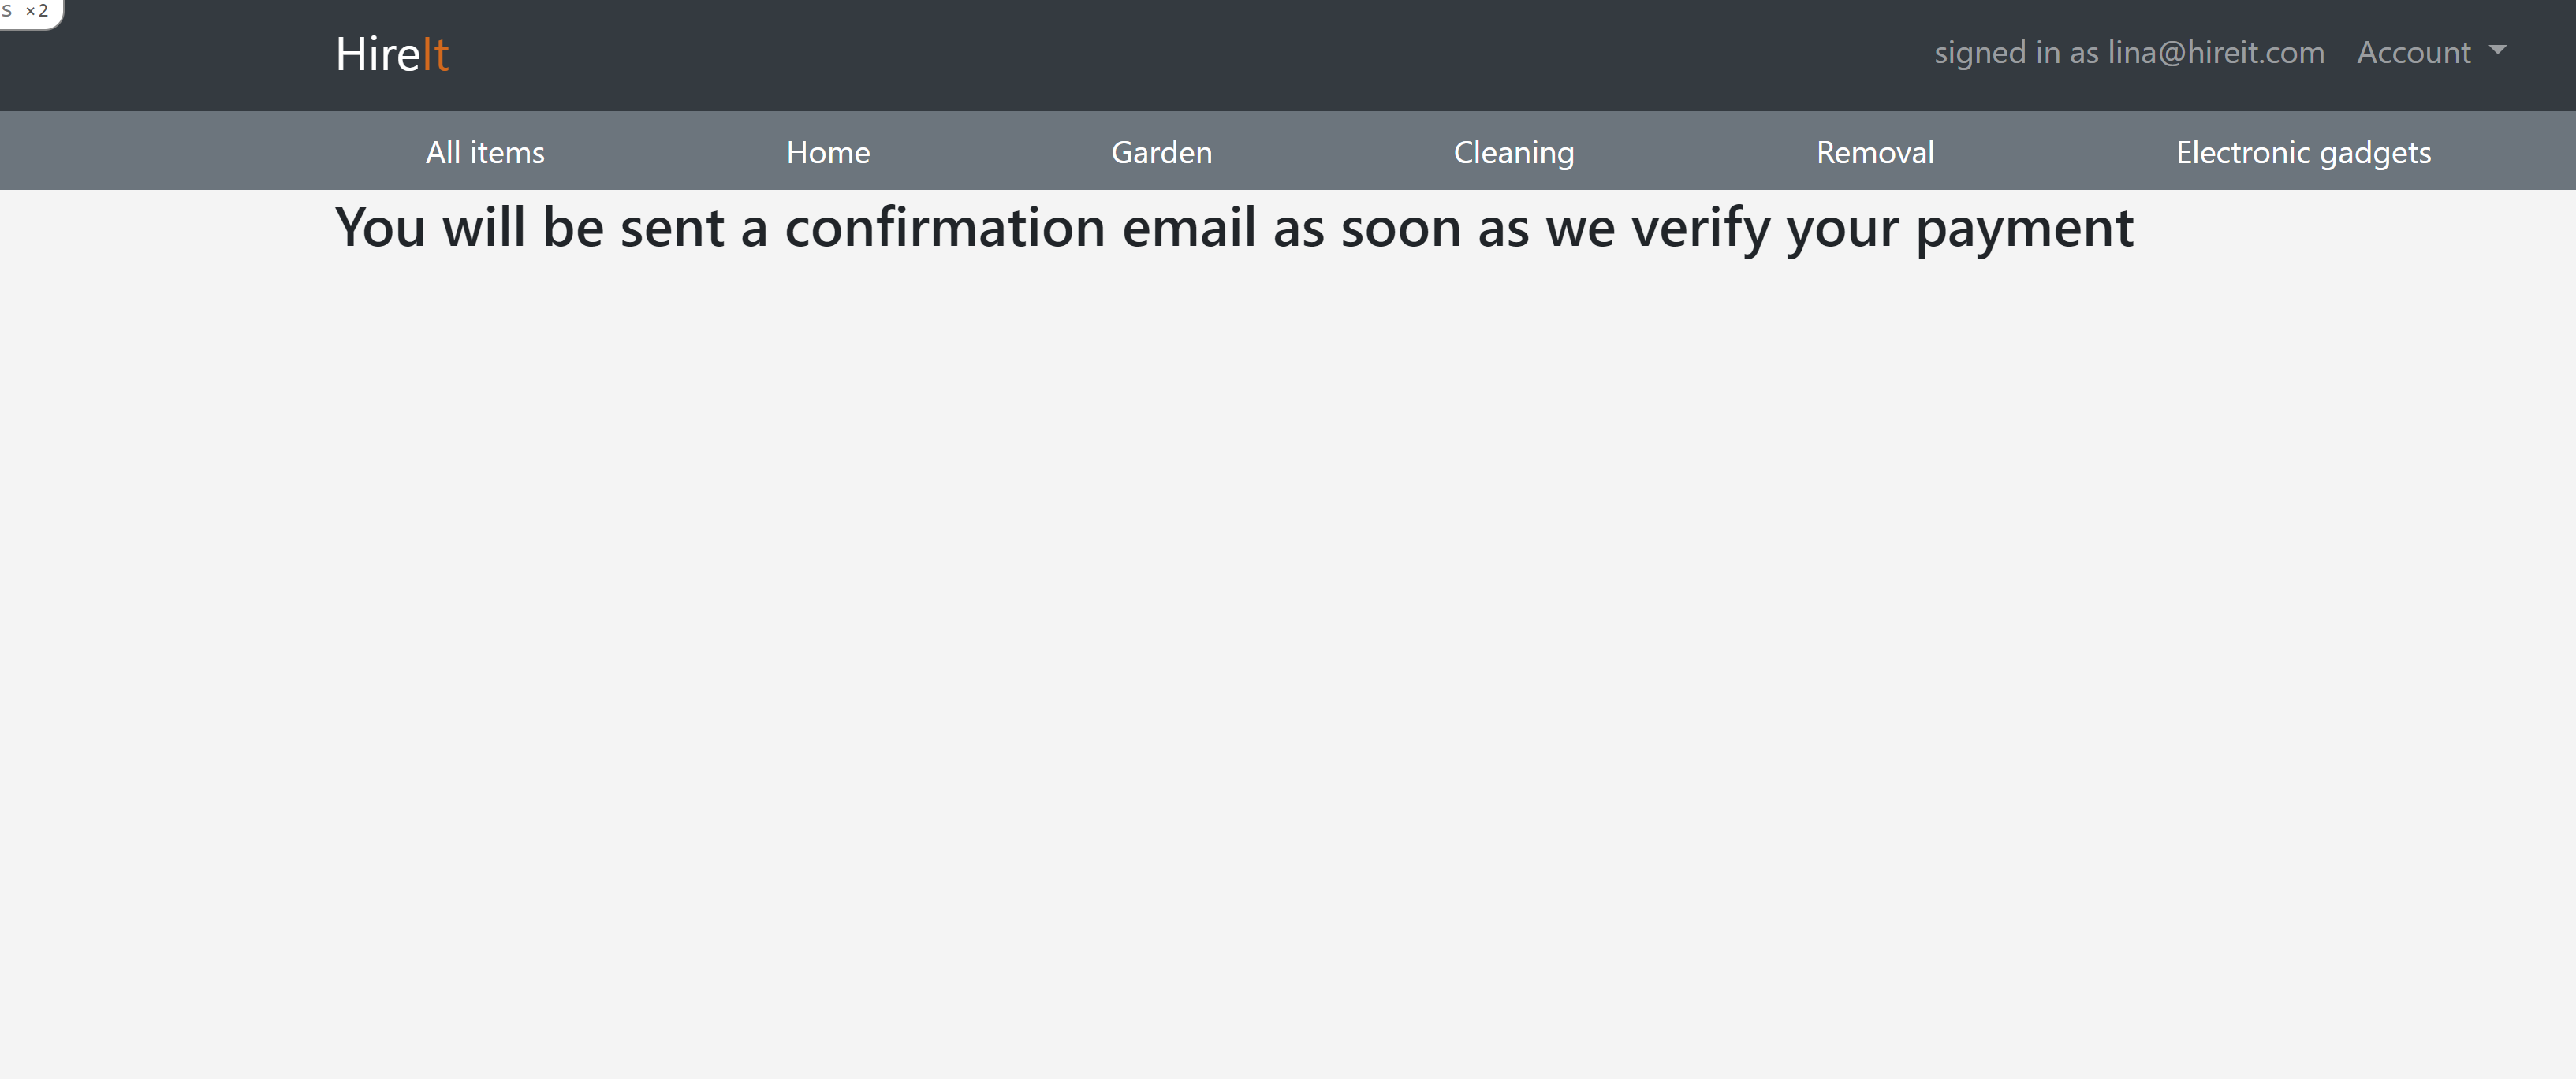 s ×2
HireIt
signed in as lina@hireit.com Account
All items Home Garden Cleaning Removal Electronic gadgets
You will be sent a confirmation email as soon as we verify your payment